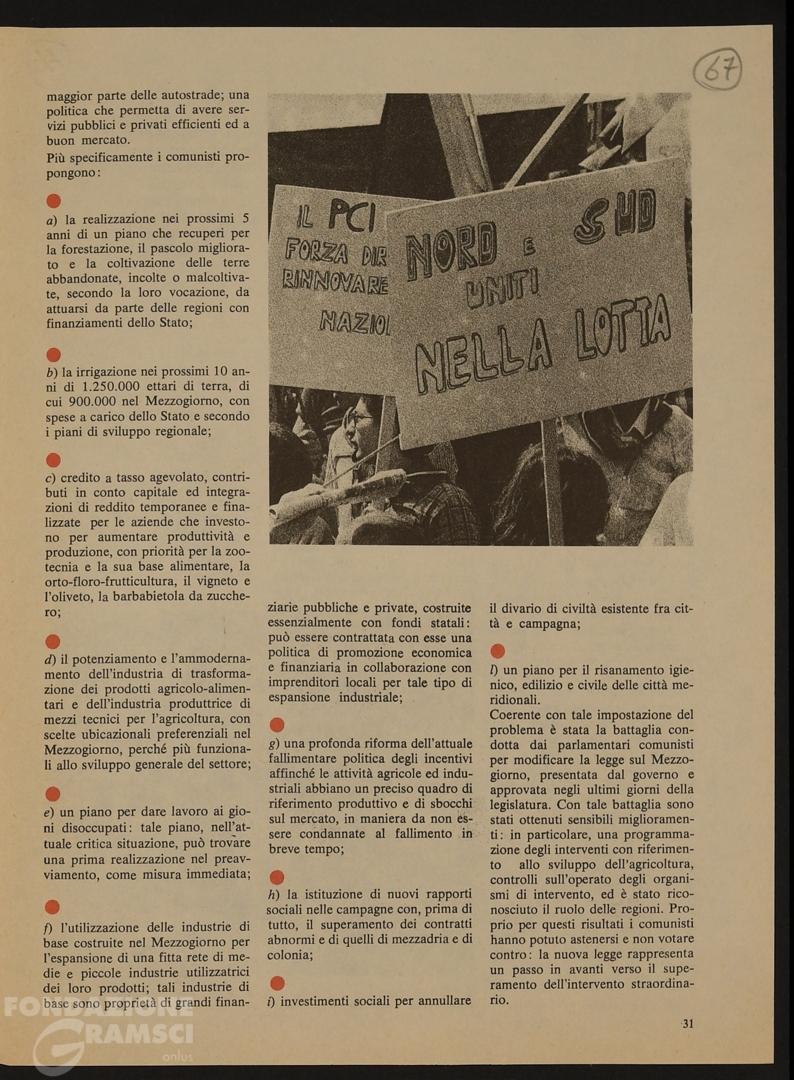 67
maggior parte delle autostrade; una
politica che permetta di avere ser-
vizi pubblici e privati efficienti ed a
buon mercato.
Più specificamente i comunisti pro-
pongono:
a) la realizzazione nei prossimi 5
anni di un piano che recuperi per
la forestazione, il pascolo migliora-
to e la coltivazione delle terre
abbandonate, incolte o malcoltiva-
te, secondo la loro vocazione, da
attuarsi da parte delle regioni con
finanziamenti dello Stato;
b) la irrigazione nei prossimi 10 an-
ni di 1.250.000 ettari di terra, di
cui 900.000 nel Mezzogiorno, con
spese a carico dello Stato e secondo
i piani di sviluppo regionale;
c) credito a tasso agevolato, contri-
buti in conto capitale ed integra-
zioni di reddito temporanee e fina-
lizzate per le aziende che investo-
no per aumentare produttività e
produzione, con priorità per la zoo-
tecnia e la sua base alimentare, la
orto-floro-frutticultura, il vigneto e
l'oliveto, la barbabietola da zucche-
ro;
d) il potenziamento e l'ammoderna-
mento dell'industria di trasforma-
zione dei prodotti agricolo-alimen-
tari e dell'industria produttrice di
mezzi tecnici per l'agricoltura, con
scelte ubicazionali preferenziali nel
Mezzogiorno, perché più funziona-
li allo sviluppo generale del settore;
e) un piano per dare lavoro ai gio-
ni disoccupati: tale piano, nell'at-
tuale critica situazione, può trovare
una prima realizzazione nel preav-
viamento, come misura immediata;
f) l'utilizzazione delle industrie di
base costruite nel Mezzogiorno per
l'espansione di una fitta rete di me-
die e piccole industrie utilizzatrici
dei loro prodotti; tali industrie di
base sono proprietà di grandi finan-
IL PCI
FORZA DIR
RINNOVARE
NAZIO
NORD E SUD
UNITI
NELLA LOTTA
ziarie pubbliche e private, costruite
essenzialmente con fondi statali:
può essere contrattata con esse una
politica di promozione economica
e finanziaria in collaborazione con
imprenditori locali per tale tipo di
espansione industriale;
g) una profonda riforma dell'attuale
fallimentare politica degli incentivi
affinché le attività agricole ed indu-
striali abbiano un preciso quadro di
riferimento produttivo e di sbocchi
sul mercato, in maniera da non es-
sere condannate al fallimento in
breve tempo;
h) la istituzione di nuovi rapporti
sociali nelle campagne con, prima di
tutto, il superamento dei contratti
abnormi e di quelli di mezzadria e di
colonia;
i) investimenti sociali per annullare
il divario di civiltà esistente fra cit-
tà e campagna;
l) un piano per il risanamento igie-
nico, edilizio e civile delle città me-
ridionali.
Coerente con tale impostazione del
problema è stata la battaglia con-
dotta dai parlamentari comunisti
per modificare la legge sul Mezzo-
giorno, presentata dal governo e
approvata negli ultimi giorni della
legislatura. Con tale battaglia sono
stati ottenuti sensibili miglioramen-
ti: in particolare, una programma-
zione degli interventi con riferimen-
to allo sviluppo dell'agricoltura,
controlli sull'operato degli organi-
smi di intervento, ed è stato rico-
nosciuto il ruolo delle regioni. Pro-
prio per questi risultati i comunisti
hanno potuto astenersi e non votare
contro: la nuova legge rappresenta
un passo in avanti verso il supe-
ramento dell'intervento straordina-
rio.
31
FONDAZIONE
GRAMSCI
onlus